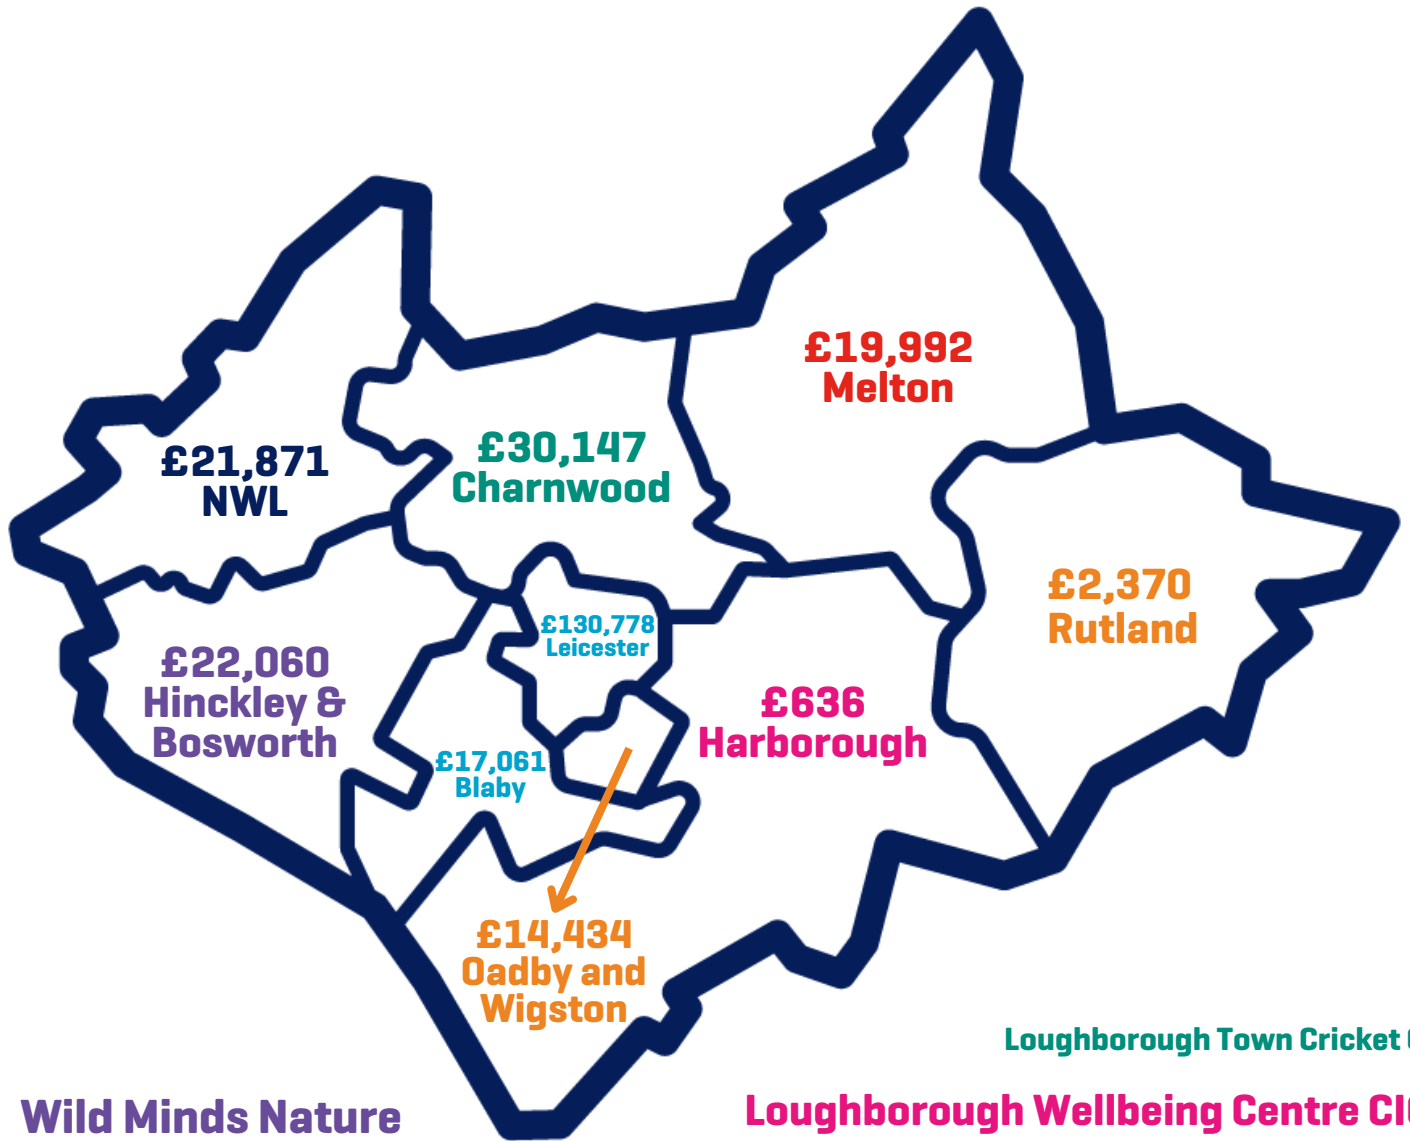 £19,992
Melton
£21,871
NWL
£30,147
Charnwood
£2,370
Rutland
£130,778
Leicester
£22,060
Hinckley &
Bosworth
£636
Harborough
£17,061
Blaby
£14,434
Oadby and
Wigston
Loughborough Town Cricket
Wild Minds Nature
Loughborough Wellbeing Centre